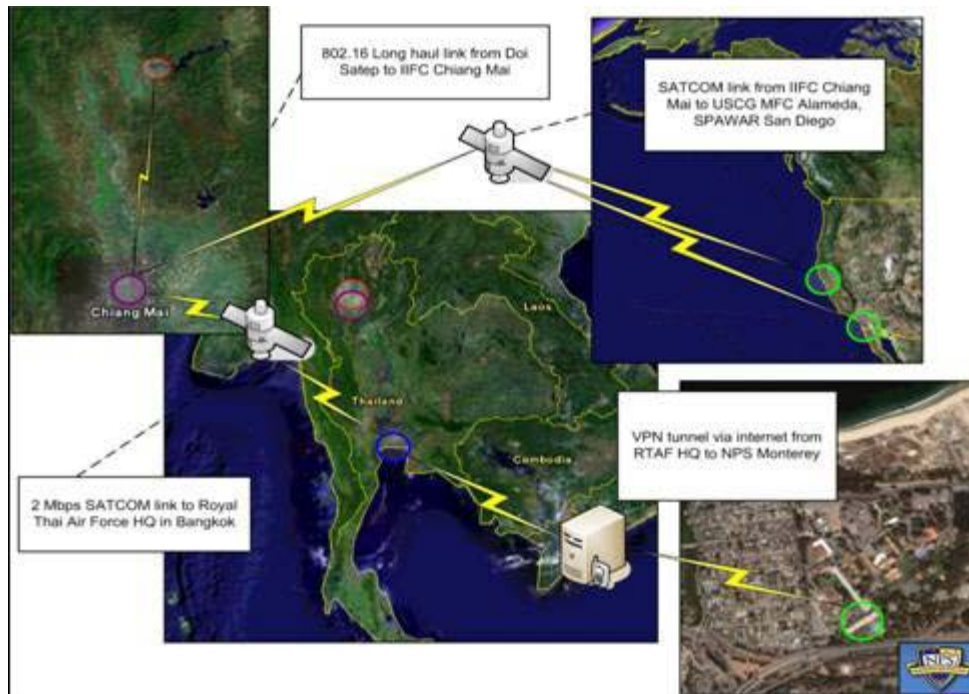 802.16 Long haul link from Doi
Satep to IIFC Chiang Mai
SATCOM link from IIFC Chiang
Mai to USCG MFC Alameda,
SPAWAR San Diego
Chiang Mai
Laos
Thailand
Cambodia
VPN tunnel via internet from
RTAF HQ to NPS Monterey
2 Mbps SATCOM link to Royal
Thai Air Force HQ in Bangkok
NPS